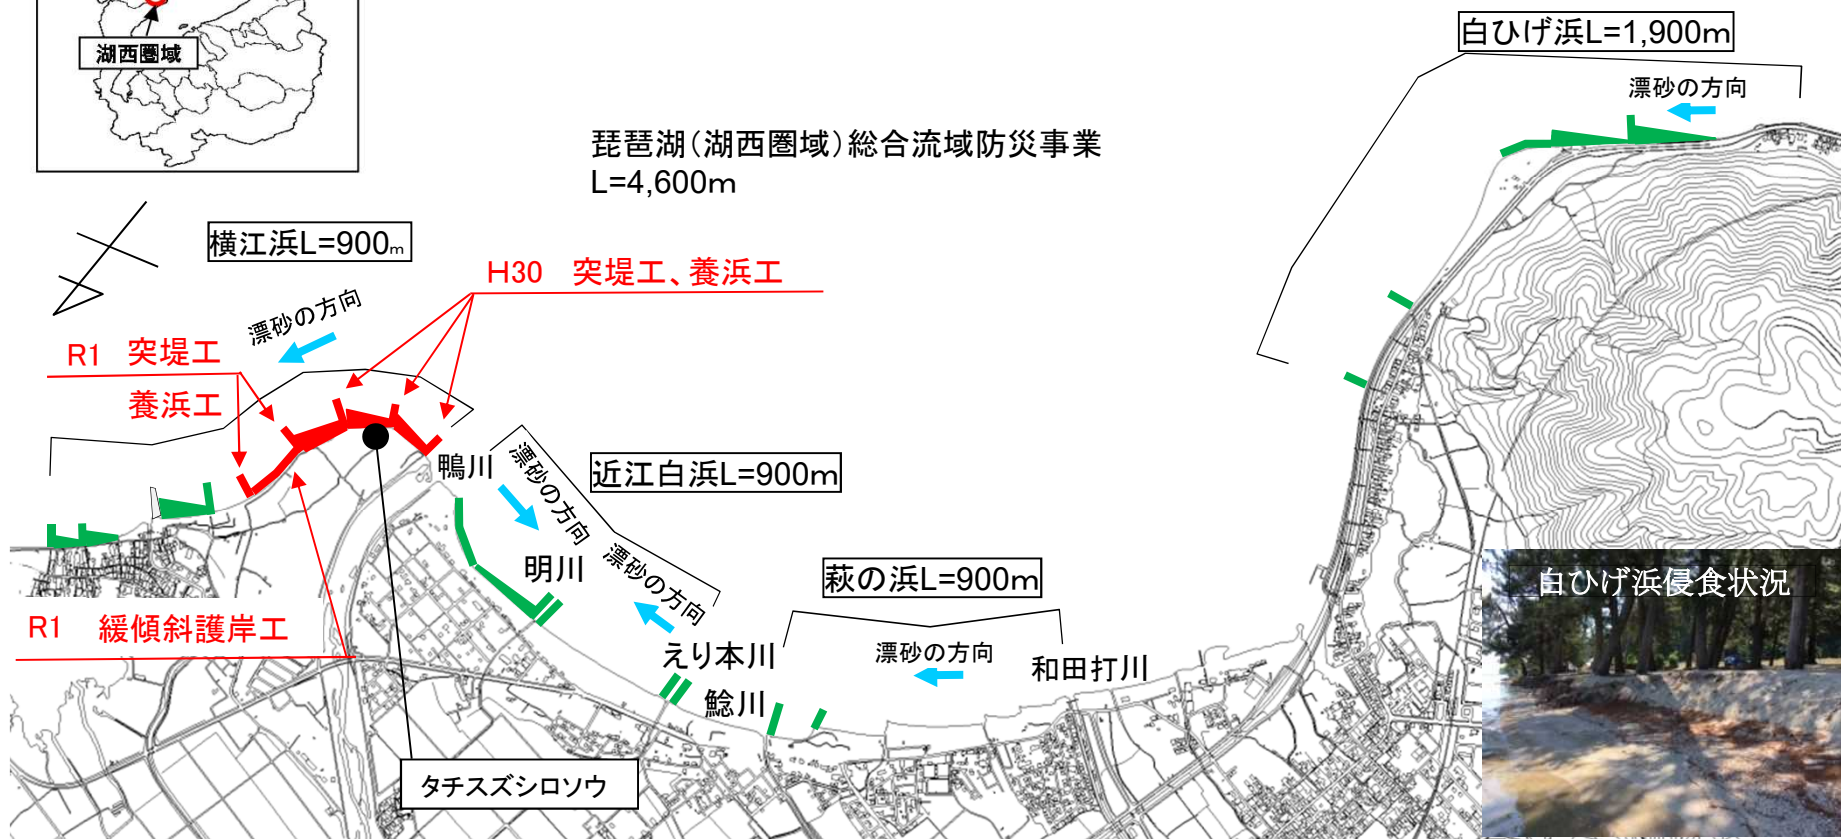 湖西圏域
白ひげ浜L=1,900m
漂砂の方向
琵琶湖(湖西圏域)総合流域防災事業
L=4,600m
横江浜L=900m
H30 突堤工、養浜工
漂砂の方向
R1 突堤工
養浜工
鴨川
漂砂の方向
近江白浜L=900m
明川
漂砂の方向
萩の浜L=900m
白ひげ浜侵食状況
R1 緩傾斜護岸工
えり本川
漂砂の方向
和田打川
鯰川
タチスズシロソウ